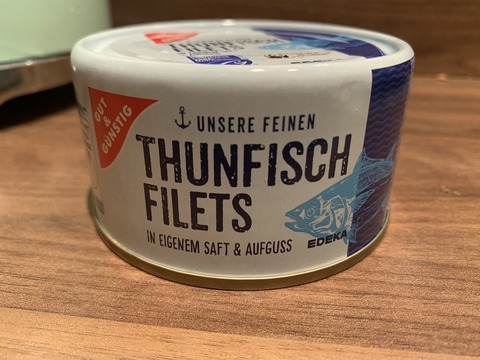 GUT
&
GÜNSTIG
UNSERE FEINEN
THUNFISCH
FILETS
IN EIGENEM SAFT & AUFGUSS
EDEKA